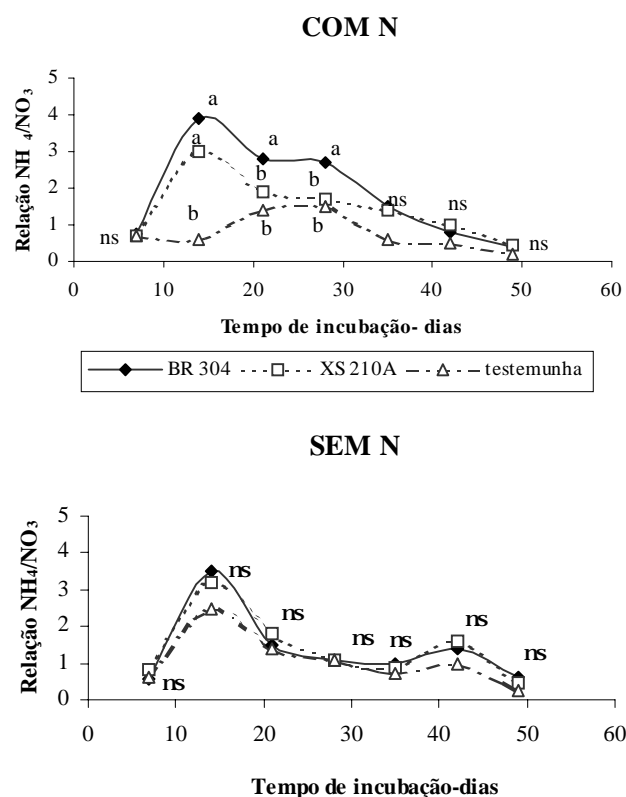 COM N
Relação NH 4/NO3
5
4
3
2
1
0
a
a
a
a
b
b
b
b
b
ns
ns
ns
ns
0 10 20 30 40 50 60
Tempo de incubação- dias
BR 304 XS 210A testemunha
SEM N
Relação NH4/NO3
5
4
3
2
1
0
ns
ns
ns
ns
ns
ns
ns
0 10 20 30 40 50 60
Tempo de incubação-dias